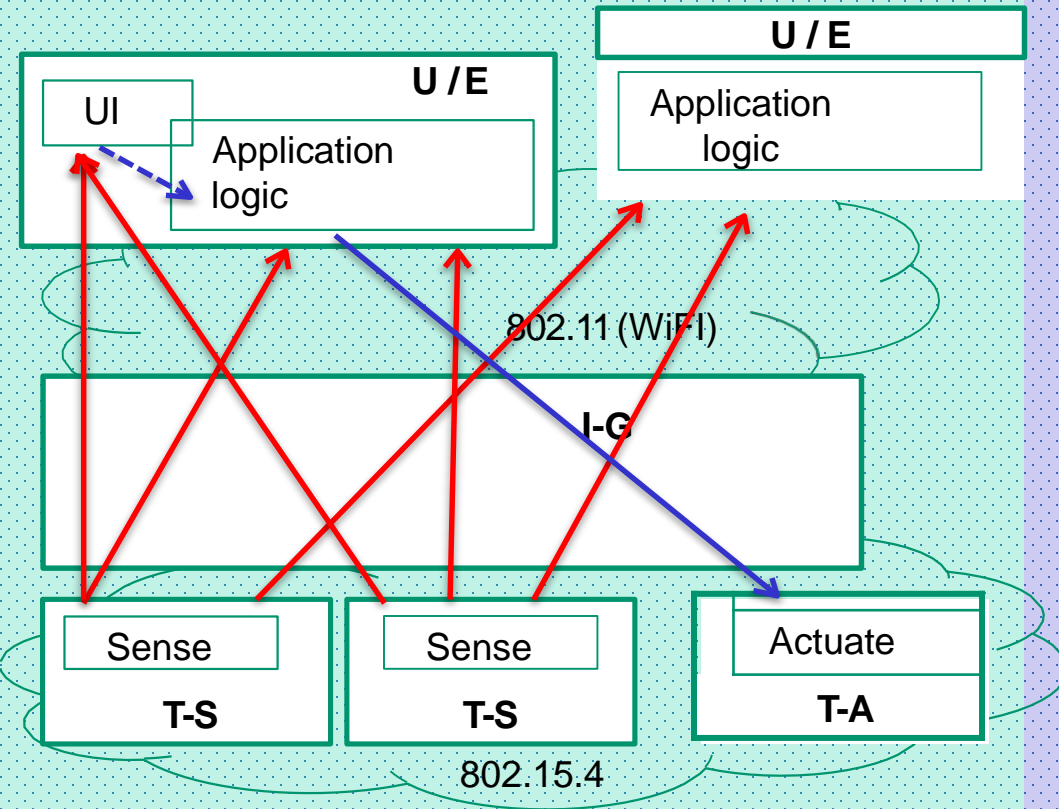 U / E
U / E
UI
Application
logic
Application
logic
802.11 (WiFI)
I-G
Sense
T-S
Sense
T-S
Actuate
T-A
802.15.4